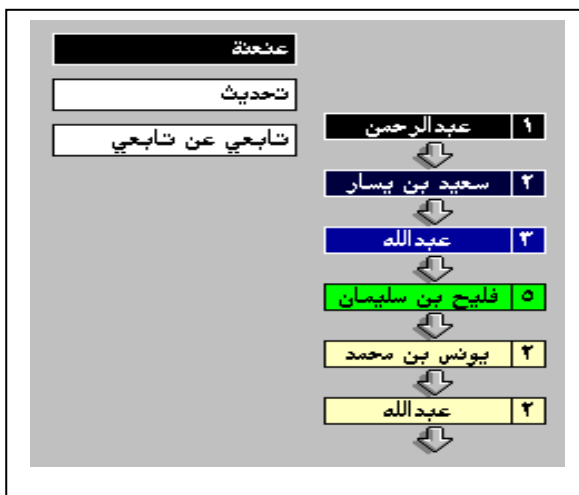 عنعنة
تحديث
تابعي عن تابعي
١ عبدالرحمن
٢ سعيد بن يسار
٣ عبدالله
٥ فليح بن سليمان
٢ يونس بن محمد
٢ عبدالله